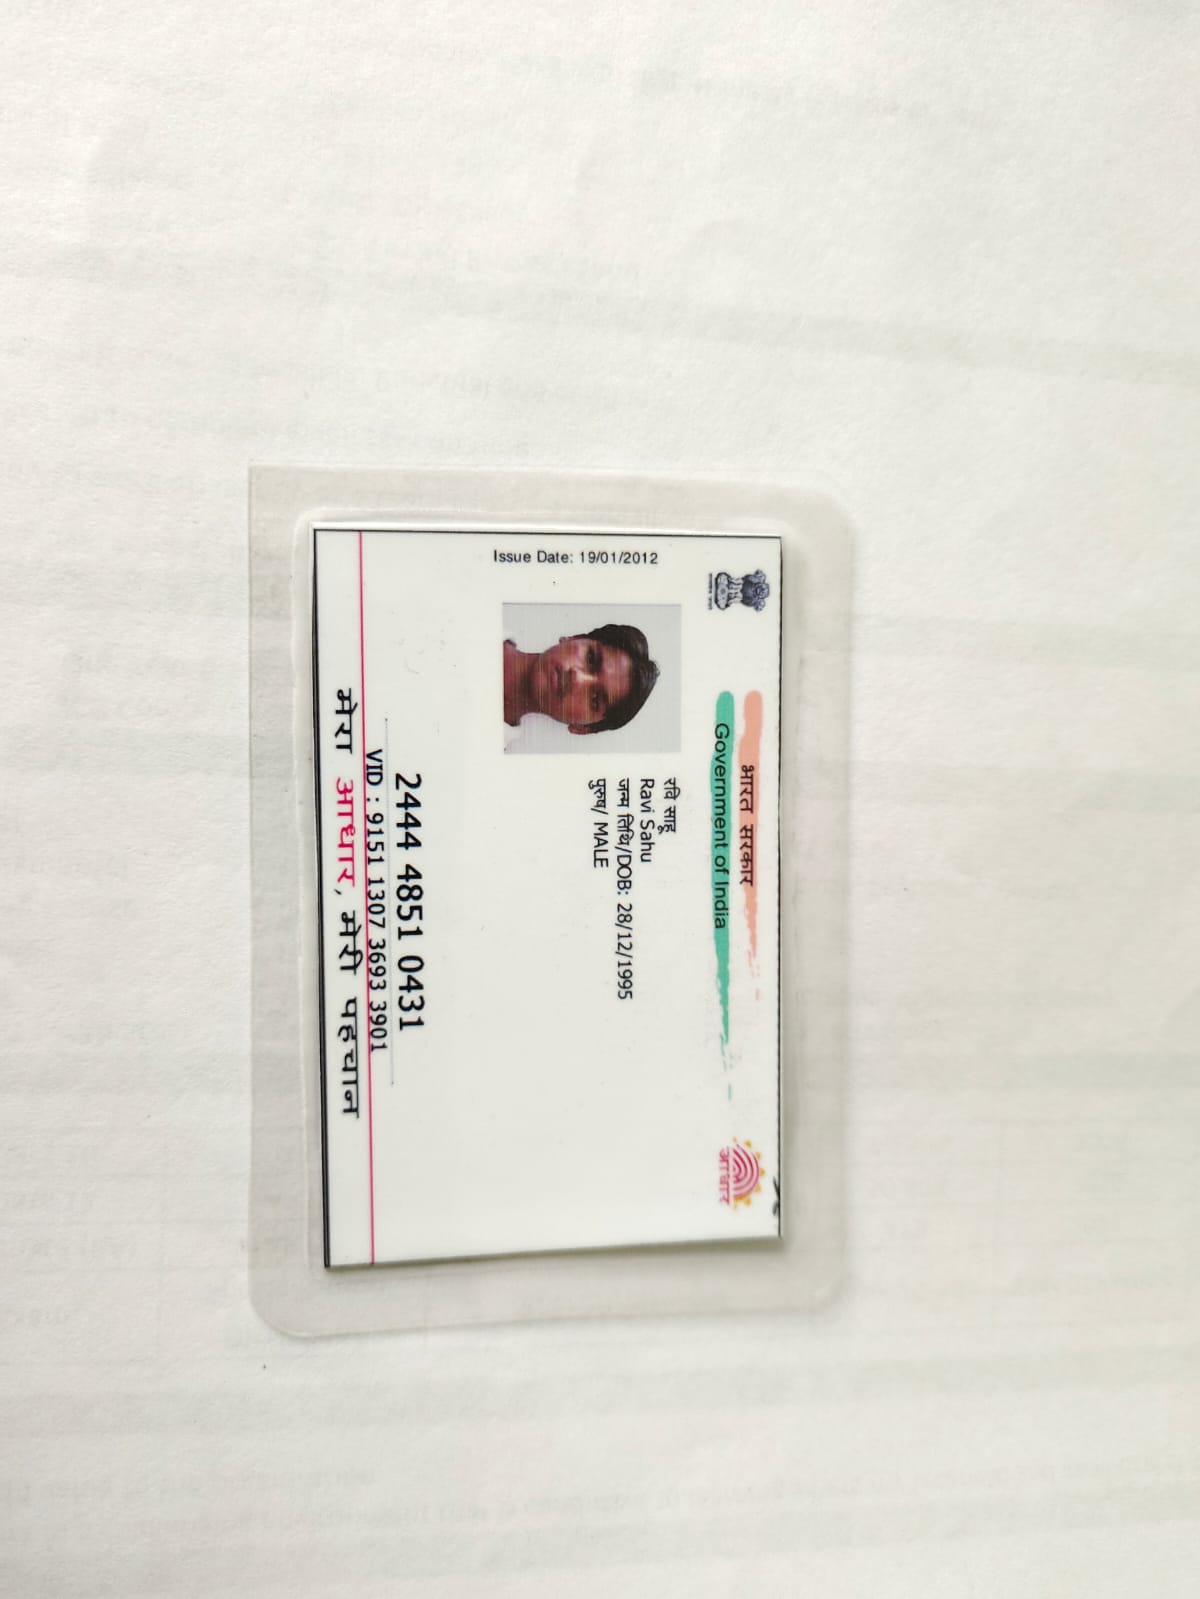 भारत सरकार
Government of India
Issue Date: 19/01/2012
रवि साहू
Ravi Sahu
जन्म तिथि/DOB: 28/12/1995
पुरुष/ MALE
आधार
2444 4851 0431
VID : 9151 1307 3693 3901
मेरा आधार, मेरी पहचान